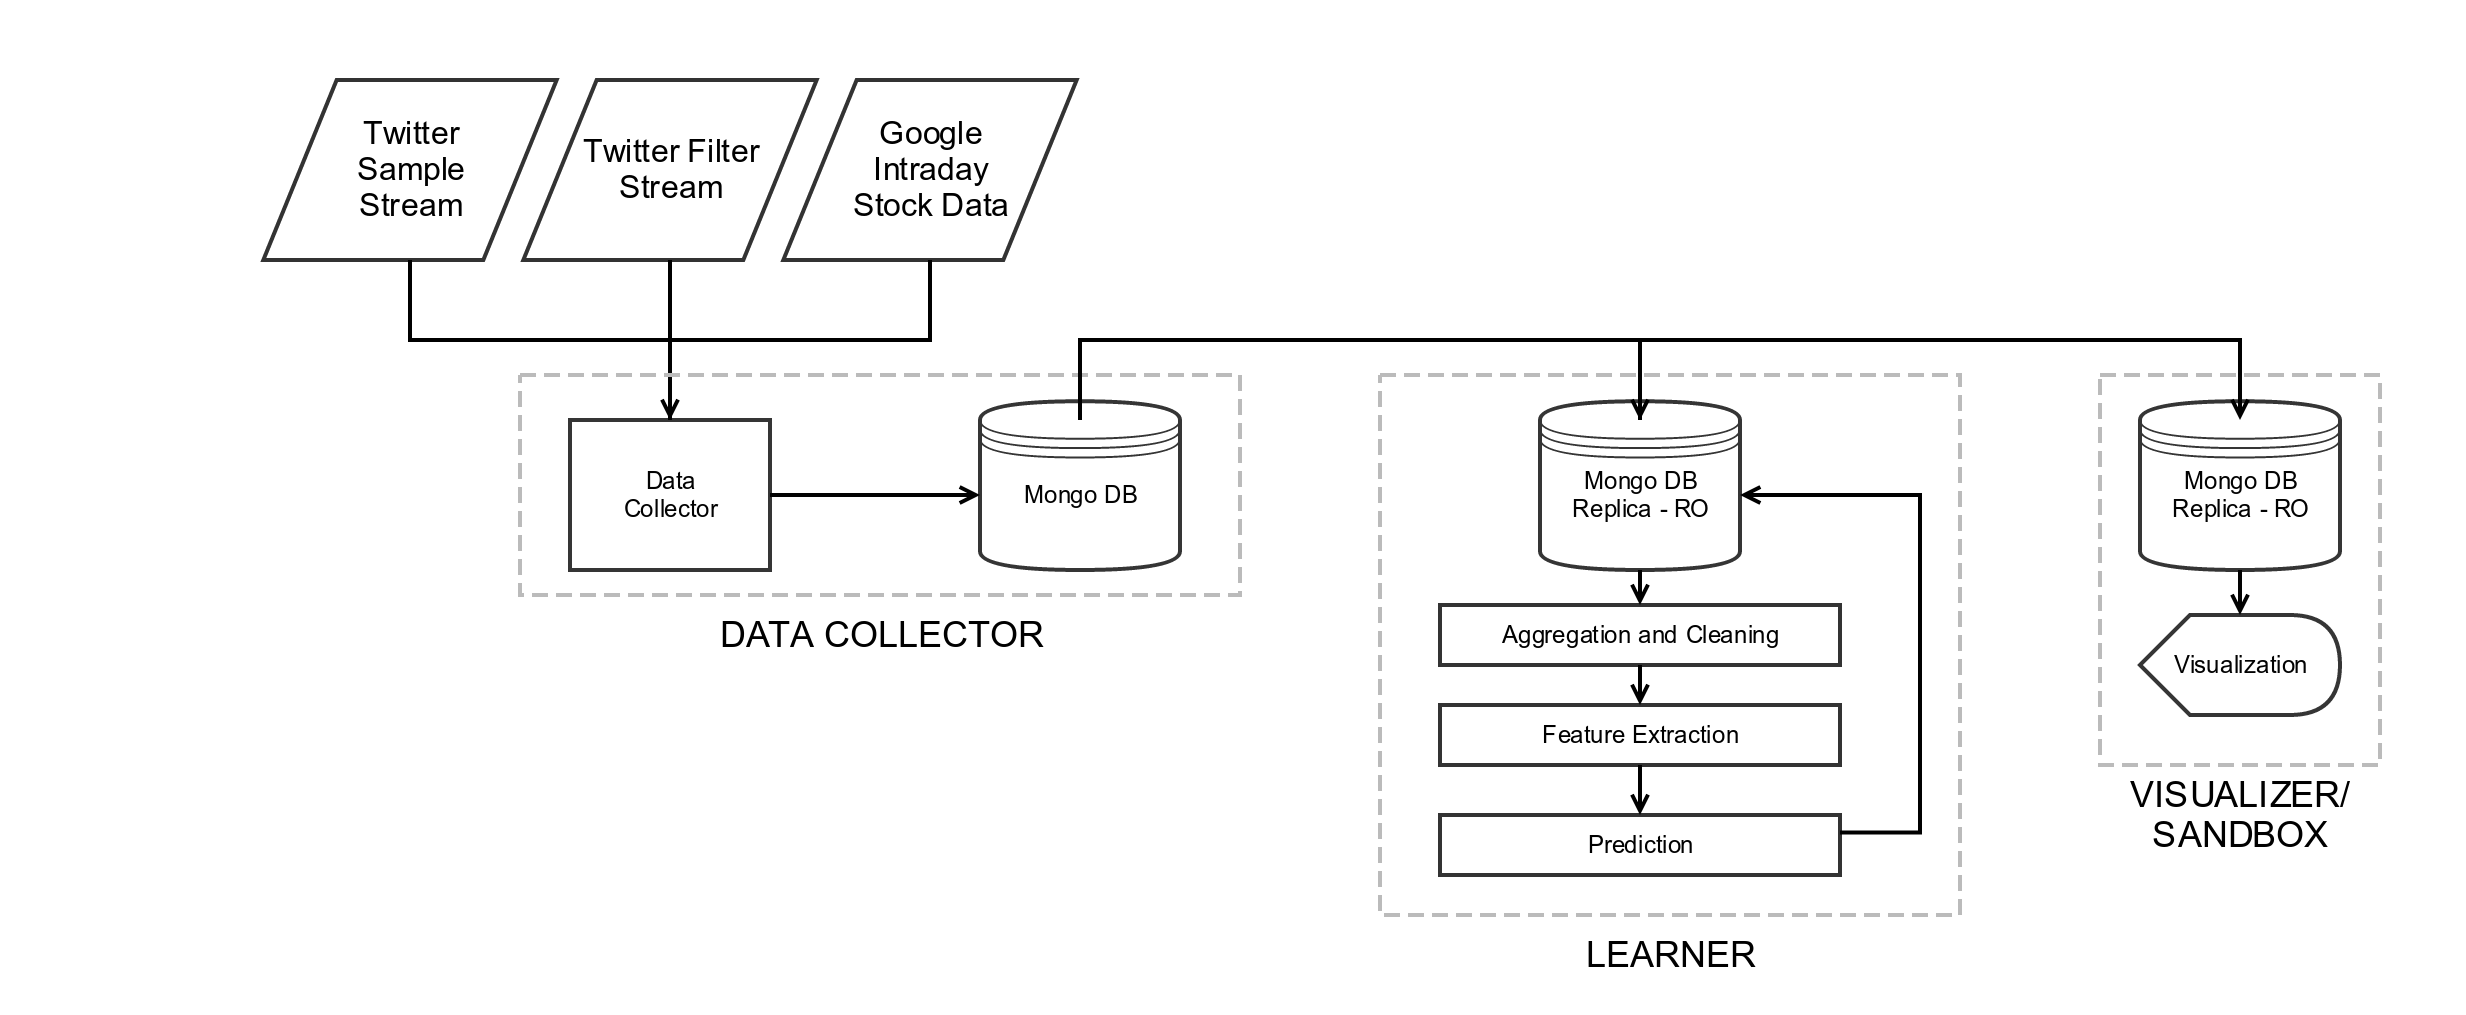 Twitter
Sample
Stream
Twitter Filter
Stream
Google
Intraday
Stock Data
Data
Collector
Mongo DB
DATA COLLECTOR
Mongo DB
Replica - RO
Aggregation and Cleaning
Feature Extraction
Prediction
LEARNER
Mongo DB
Replica - RO
Visualization
VISUALIZER/
SANDBOX